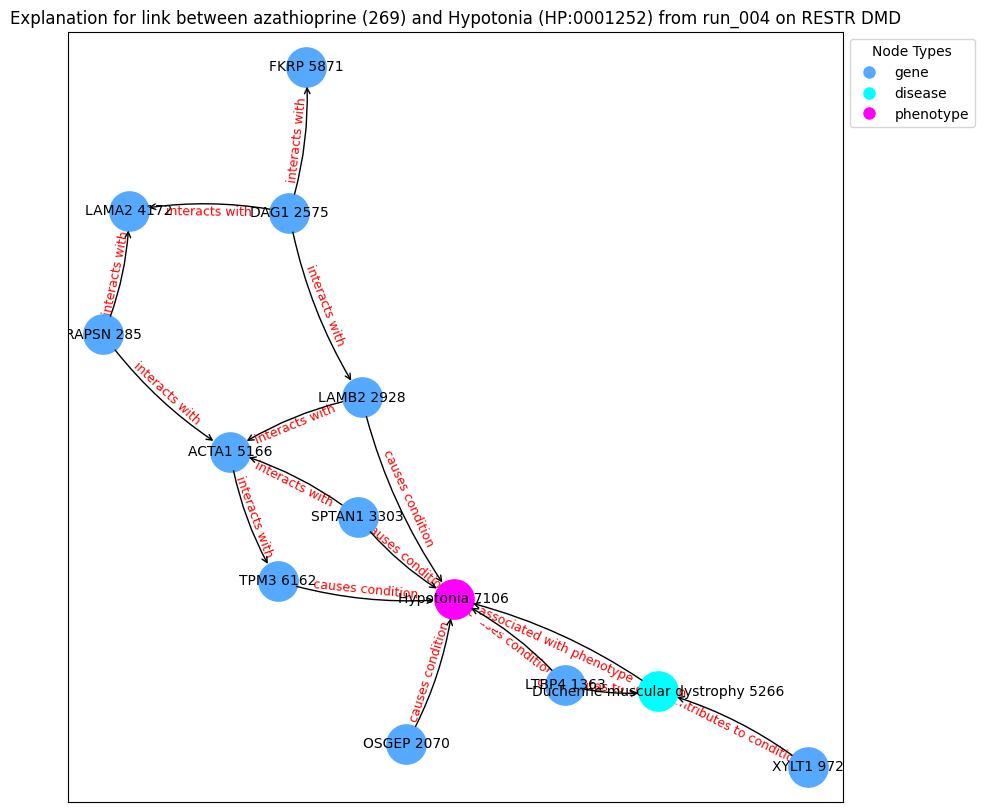 Explanation for link between azathioprine (269) and Hypotonia (HP:0001252) from run_004 on RESTR DMD
Node Types
gene
disease
phenotype
FKRP 5871
interacts with
LAMA2 4172
interacts with
DAG1 2575
interacts with
interacts with
RAPSN 285
interacts with
LAMB2 2928
interacts with
ACTA1 5166
causes condition
interacts with
interacts with
SPTAN1 3303
causes condition
TPM3 6162
causes condition
Hypotonia 7106
associated with phenotype
causes condition
causes condition
LTBP4 1363
Duchenne muscular dystrophy 5266
contributes to condition
OSGEP 2070
XYLT1 972